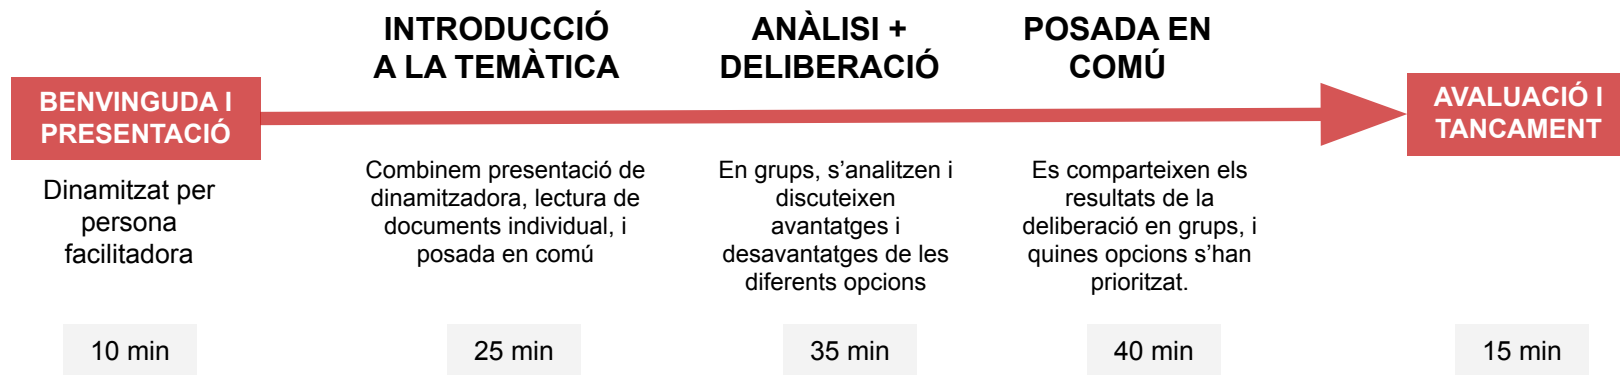 BENVINGUDA I
PRESENTACIÓ
Dinamitzat per
persona
facilitadora
10 min
INTRODUCCIÓ
A LA TEMÀTICA
Combinem presentació de
dinamitzadora, lectura de
documents individual, i
posada en comú
25 min
ANÀLISI +
DELIBERACIÓ
En grups, s’analitzen i
discuteixen
avantatges i
desavantatges de les
diferents opcions
35 min
POSADA EN
COMÚ
Es comparteixen els
resultats de la
deliberació en grups, i
quines opcions s’han
prioritzat.
40 min
AVALUACIÓ I
TANCAMENT
15 min